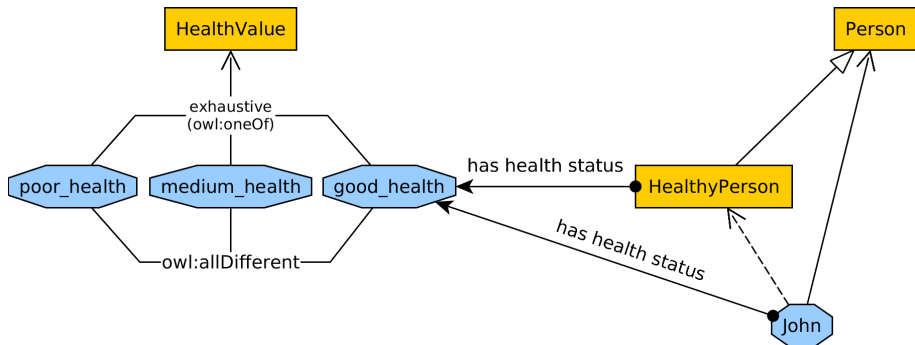 HealthValue
Person
exhaustive
(owl:oneOf)
poor_health
medium_health
good_health
has health status
HealthyPerson
has health status
owl:allDifferent
John